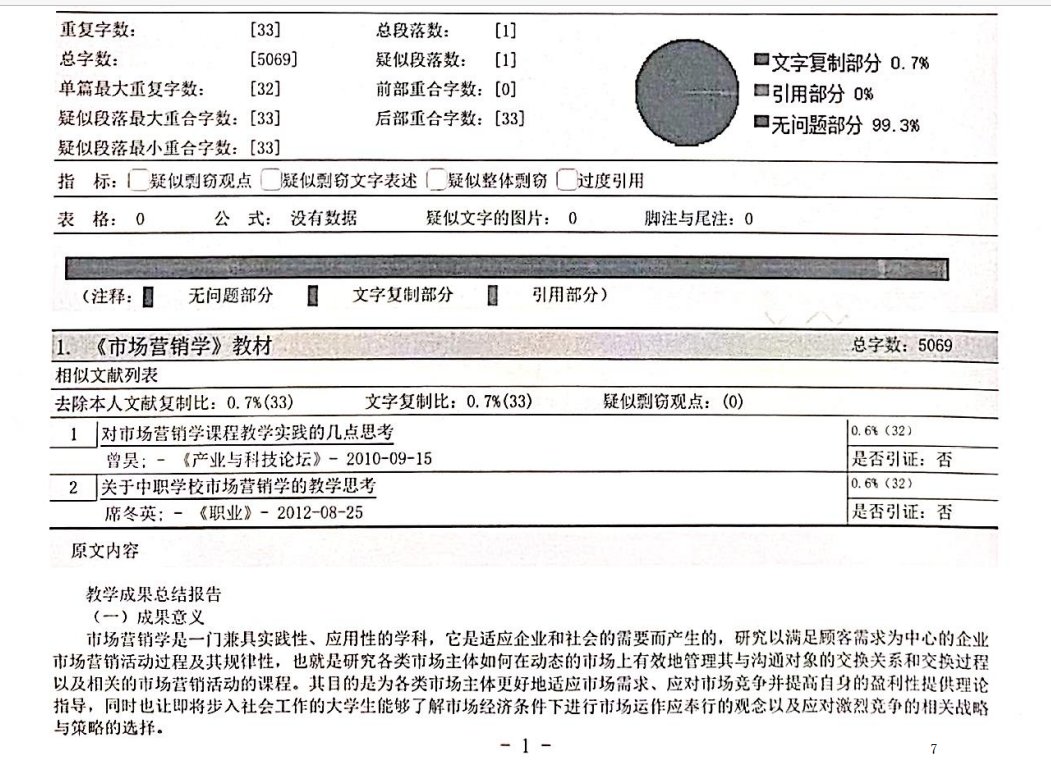 重复字数： [33] 总段落数： [1]
总字数： [5069] 疑似段落数： [1]
单篇最大重复字数： [32] 前部重合字数： [0]
疑似段落最大重合字数： [33] 后部重合字数： [33]
疑似段落最小重合字数： [33]
文字复制部分 0.7%
引用部分 0%
无问题部分 99.3%
指 标： 疑似剽窃观点 疑似剽窃文字表述 疑似整体剽窃 过度引用
表 格： 0 公 式： 没有数据 疑似文字的图片： 0 脚注与尾注： 0
（注释： 无问题部分 文字复制部分 引用部分）
1. 《市场营销学》教材 总字数：5069
相似文献列表
去除本人文献复制比：0.7%(33) 文字复制比：0.7%(33) 疑似剽窃观点：(0)
1 对市场营销学课程教学实践的几点思考 0.6%（32）
曾昊; - 《产业与科技论坛》- 2010-09-15 是否引证：否
2 关于中职学校市场营销学的教学思考 0.6%（32）
席冬英; - 《职业》- 2012-08-25 是否引证：否
原文内容
教学成果总结报告
（一）成果意义
市场营销学是一门兼具实践性、应用性的学科，它是适应企业和社会的需要而产生的，研究以满足顾客需求为中心的企业
市场营销活动过程及其规律性，也就是研究各类市场主体如何在动态的市场上有效地管理其与沟通对象的交换关系和交换过程
以及相关的市场营销活动的课程。其目的是为各类市场主体更好地适应市场需求、应对市场竞争并提高自身的盈利性提供理论
指导，同时也让即将步入社会工作的大学生能够了解市场经济条件下进行市场运作应奉行的观念以及应对激烈竞争的相关战略
与策略的选择。
- 1 -
7